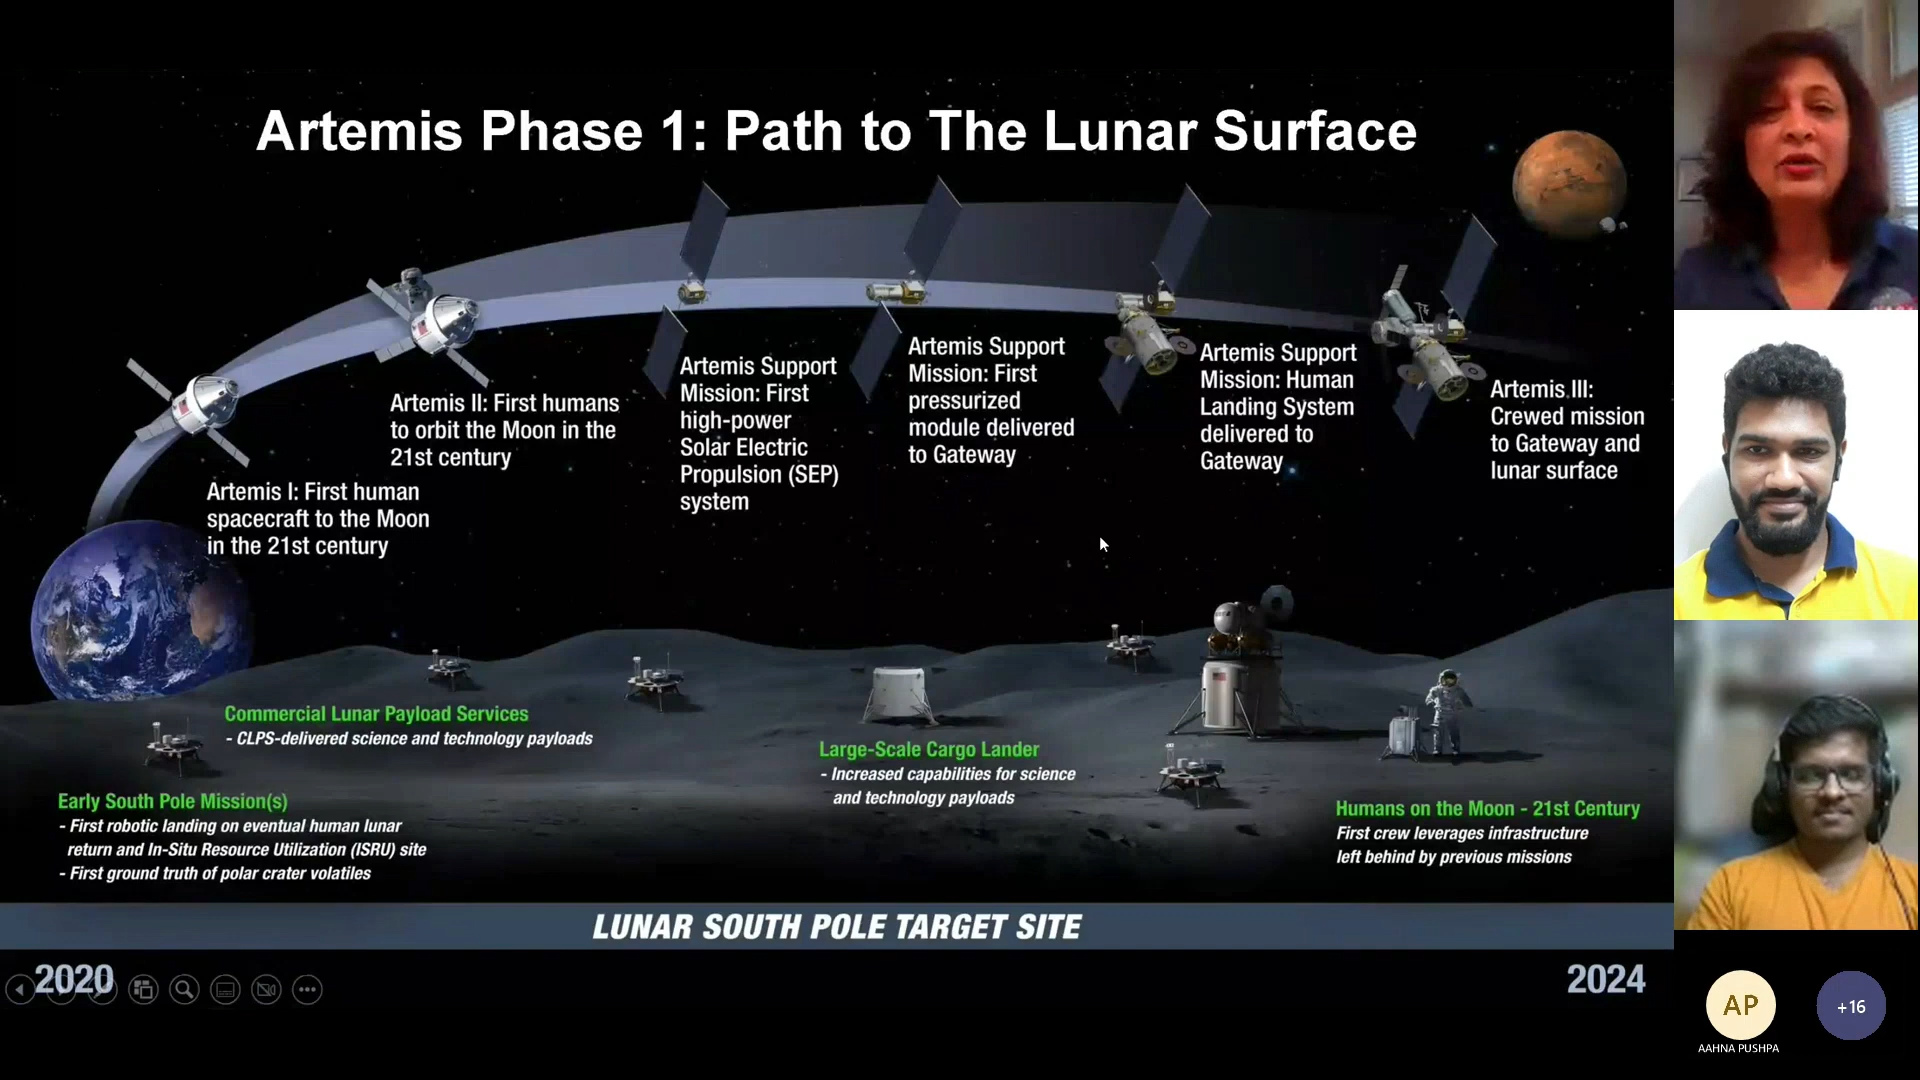 Artemis Phase 1: Path to The Lunar Surface
Artemis I: First human
spacecraft to the Moon
in the 21st century
Artemis II: First humans
to orbit the Moon in the
21st century
Artemis Support
Mission: First
high-power
Solar Electric
Propulsion (SEP)
system
Artemis Support
Mission: First
pressurized
module delivered
to Gateway
Artemis Support
Mission: Human
Landing System
delivered to
Gateway
Artemis III:
Crewed mission
to Gateway and
lunar surface
Commercial Lunar Payload Services
- CLPS-delivered science and technology payloads
Early South Pole Mission(s)
- First robotic landing on eventual human lunar
return and In-Situ Resource Utilization (ISRU) site
- First ground truth of polar crater volatiles
Large-Scale Cargo Lander
- Increased capabilities for science
and technology payloads
Humans on the Moon - 21st Century
First crew leverages infrastructure
left behind by previous missions
LUNAR SOUTH POLE TARGET SITE
2020
2024
AP
+16
AAHNA PUSHPA